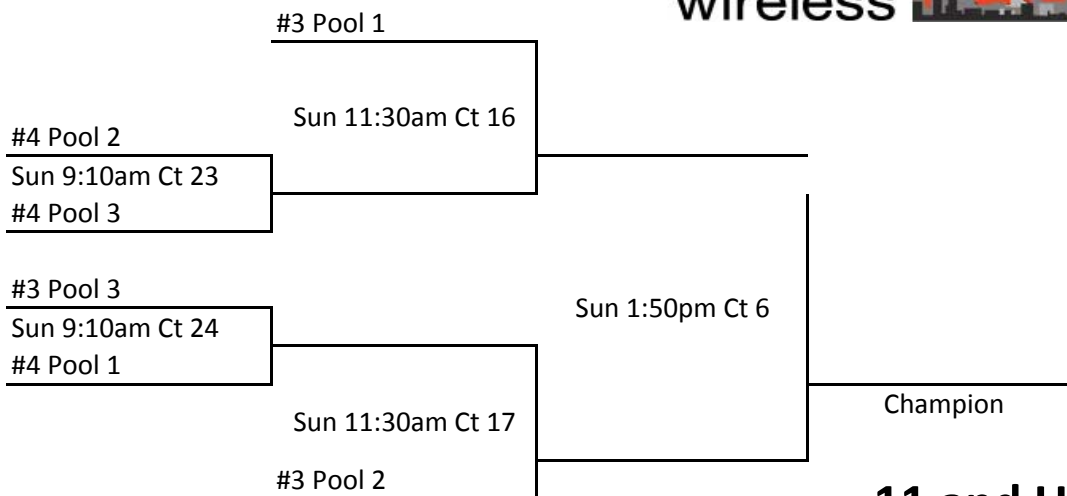 wireless
#3 Pool 1
Sun 11:30am Ct 16
#4 Pool 2
Sun 9:10am Ct 23
#4 Pool 3
#3 Pool 3
Sun 9:10am Ct 24
#4 Pool 1
Sun 1:50pm Ct 6
Champion
Sun 11:30am Ct 17
#3 Pool 2
11 and